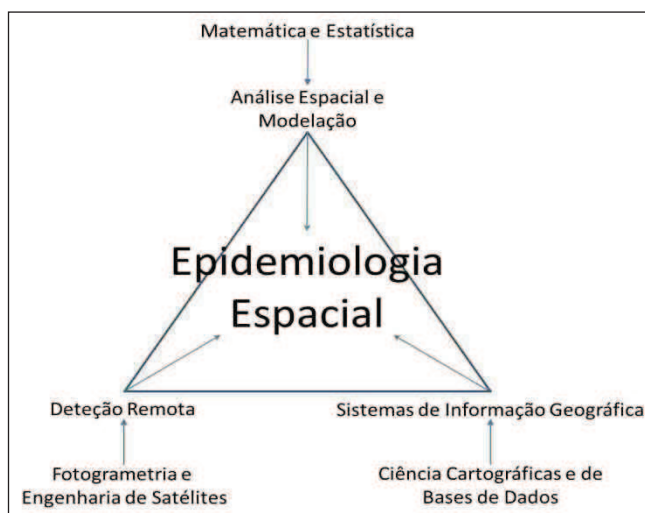 Matemática e Estatística
Análise Espacial e
Modelação
Epidemiologia
Espacial
Deteção Remota
Sistemas de Informação Geográfica
Fotogrametria e
Engenharia de Satélites
Ciência Cartográficas e de
Bases de Dados